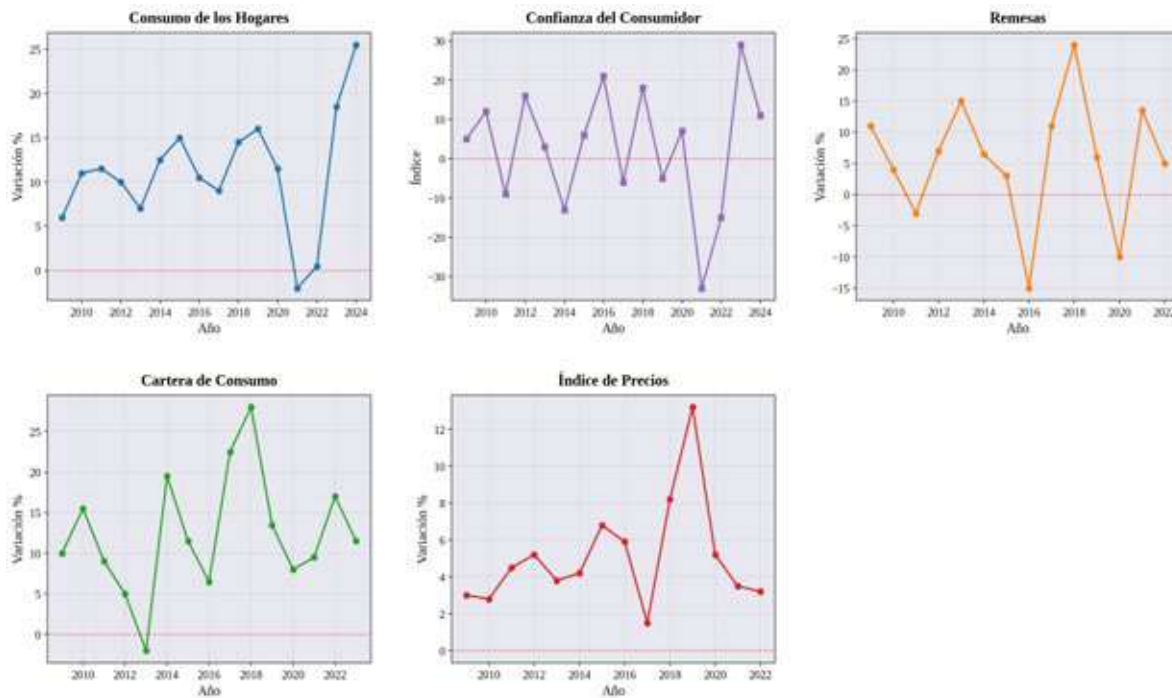 Consumo de los Hogares
25
20
15
10
5
0
Variación %
2010 2012 2014 2016 2018 2020 2022 2024
Año
Confianza del Consumidor
30
20
10
0
−10
−20
−30
Índice
2010 2012 2014 2016 2018 2020 2022 2024
Año
Remesas
25
20
15
10
5
0
−5
−10
−15
Variación %
2010 2012 2014 2016 2018 2020 2022
Año
Cartera de Consumo
25
20
15
10
5
0
Variación %
2010 2012 2014 2016 2018 2020 2022
Año
Índice de Precios
12
10
8
6
4
2
0
Variación %
2010 2012 2014 2016 2018 2020 2022
Año